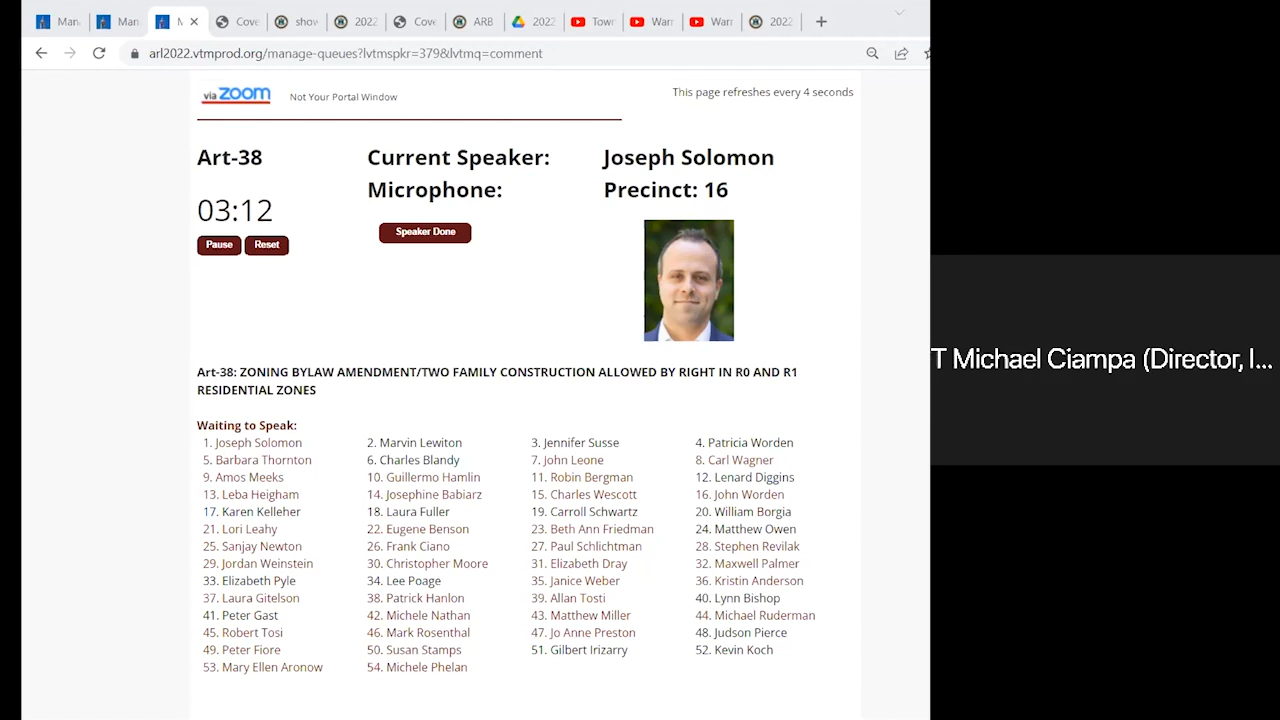 Man
Man
M
Cov
show
2022
Cov
ARB
2022
Town
Warr
Warr
2022
arl2022.vtmprod.org/manage-queues?lvtmspkr=379&lvtmq=comment
via zoom Not Your Portal Window This page refreshes every 4 seconds
Art-38 Current Speaker: Joseph Solomon
Microphone: Precinct: 16
03:12
Pause Reset Speaker Done
T Michael Ciampa (Director, I...
Art-38: ZONING BYLAW AMENDMENT/TWO FAMILY CONSTRUCTION ALLOWED BY RIGHT IN R0 AND R1
RESIDENTIAL ZONES
Waiting to Speak:
1. Joseph Solomon 2. Marvin Lewiton 3. Jennifer Susse 4. Patricia Worden
5. Barbara Thornton 6. Charles Blandy 7. John Leone 8. Carl Wagner
9. Amos Meeks 10. Guillermo Hamlin 11. Robin Bergman 12. Lenard Diggins
13. Leba Heigham 14. Josephine Babiarz 15. Charles Wescott 16. John Worden
17. Karen Kelleher 18. Laura Fuller 19. Carroll Schwartz 20. William Borgia
21. Lori Leahy 22. Eugene Benson 23. Beth Ann Friedman 24. Matthew Owen
25. Sanjay Newton 26. Frank Ciano 27. Paul Schlichtman 28. Stephen Revilak
29. Jordan Weinstein 30. Christopher Moore 31. Elizabeth Dray 32. Maxwell Palmer
33. Elizabeth Pyle 34. Lee Poage 35. Janice Weber 36. Kristin Anderson
37. Laura Gitelson 38. Patrick Hanlon 39. Allan Tosti 40. Lynn Bishop
41. Peter Gast 42. Michele Nathan 43. Matthew Miller 44. Michael Ruderman
45. Robert Tosi 46. Mark Rosenthal 47. Jo Anne Preston 48. Judson Pierce
49. Peter Fiore 50. Susan Stamps 51. Gilbert Irizarry 52. Kevin Koch
53. Mary Ellen Aronow 54. Michele Phelan